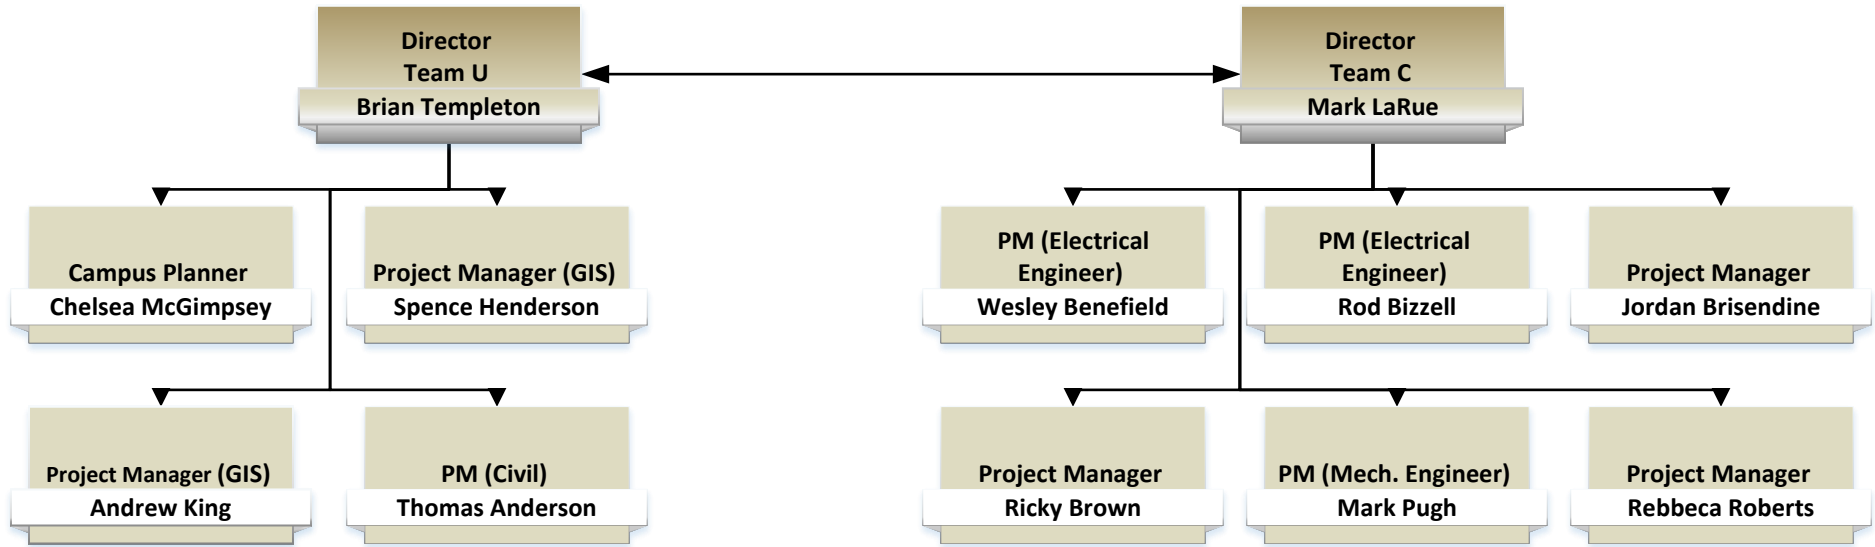 Director
Team U
Brian Templeton
Director
Team C
Mark LaRue
Campus Planner
Chelsea McGimpsey
Project Manager (GIS)
Spence Henderson
PM (Electrical
Engineer)
Wesley Benefield
PM (Electrical
Engineer)
Rod Bizzell
Project Manager
Jordan Brisendine
Project Manager (GIS)
Andrew King
PM (Civil)
Thomas Anderson
Project Manager
Ricky Brown
PM (Mech. Engineer)
Mark Pugh
Project Manager
Rebbeca Roberts